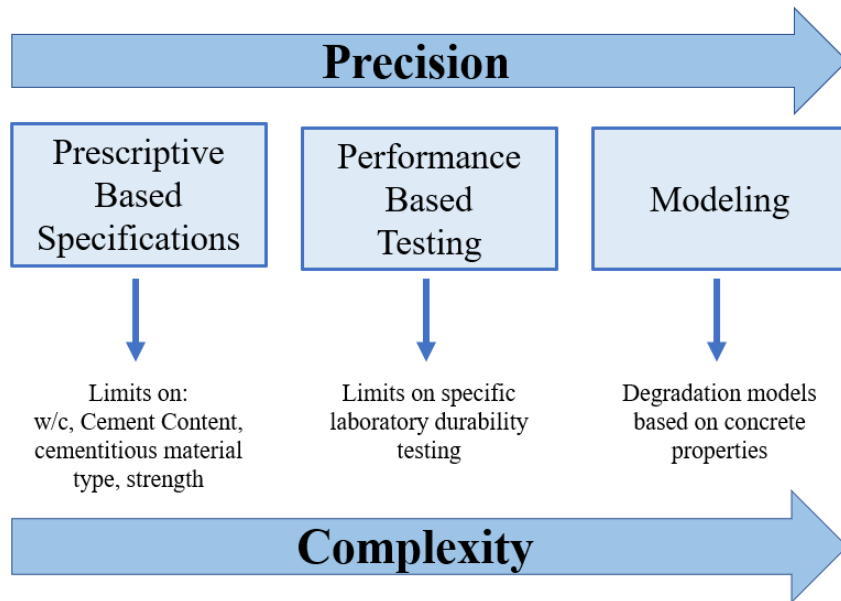 Precision
Prescriptive
Based
Specifications
Performance
Based
Testing
Modeling
Limits on:
w/c, Cement Content,
cementitious material
type, strength
Limits on specific
laboratory durability
testing
Degradation models
based on concrete
properties
Complexity